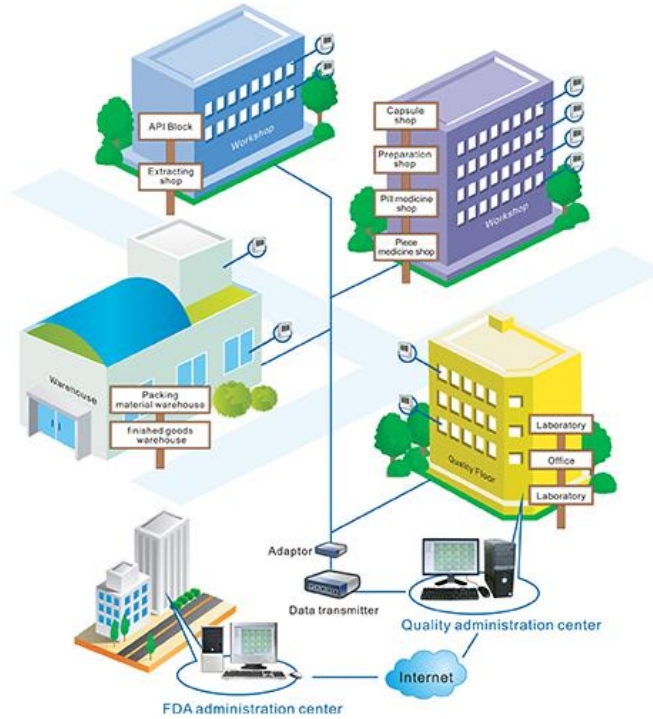 API Block
Extracting
shop
Workshop
Capsule
shop
Preparation
shop
Pill medicine
shop
Piece
medicine shop
Workshop
Warehouse
Packing
material warehouse
finished goods
warehouse
Quality Floor
Laboratory
Office
Laboratory
Adaptor
Data transmitter
Quality administration center
Internet
FDA administration center